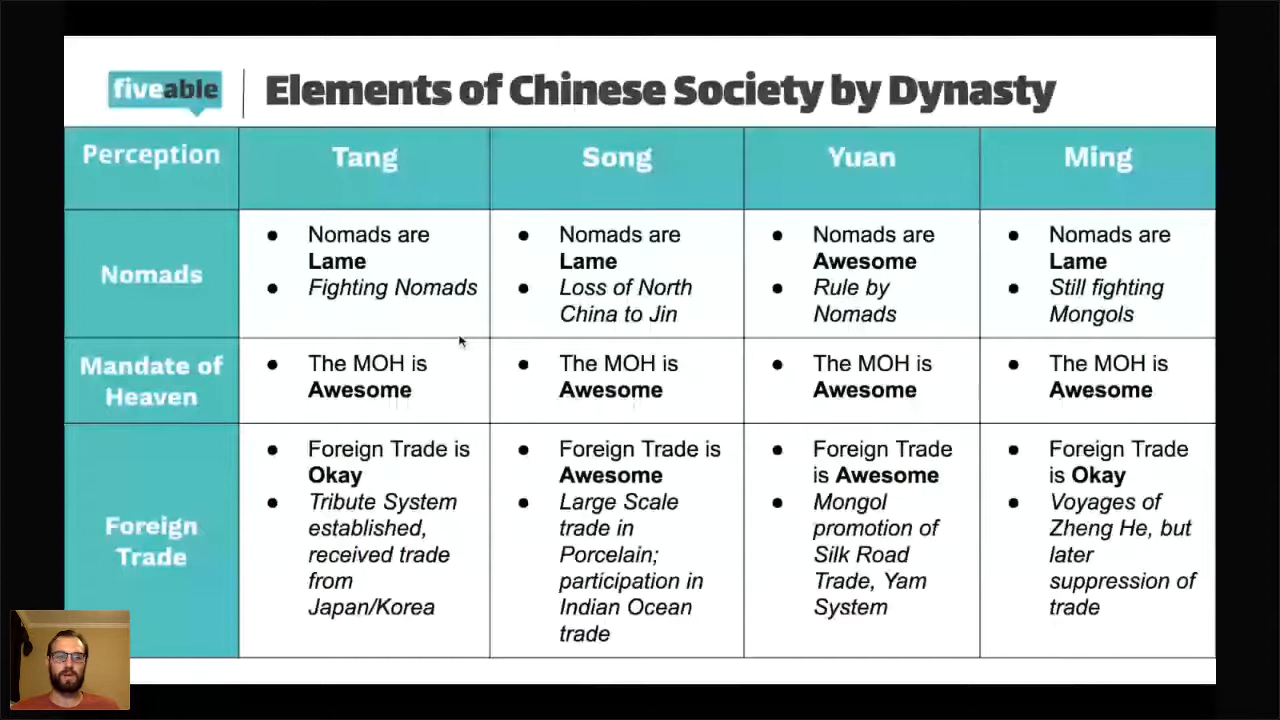 fiveable
Elements of Chinese Society by Dynasty
Perception
Tang
Song
Yuan
Ming
Nomads
● Nomads are
Lame
● Fighting Nomads
● Nomads are
Lame
● Loss of North
China to Jin
● Nomads are
Awesome
● Rule by
Nomads
● Nomads are
Lame
● Still fighting
Mongols
Mandate of
Heaven
● The MOH is
Awesome
● The MOH is
Awesome
● The MOH is
Awesome
● The MOH is
Awesome
Foreign
Trade
● Foreign Trade is
Okay
● Tribute System
established,
received trade
from
Japan/Korea
● Foreign Trade is
Awesome
● Large Scale
trade in
Porcelain;
participation in
Indian Ocean
trade
● Foreign Trade
is Awesome
● Mongol
promotion of
Silk Road
Trade, Yam
System
● Foreign Trade
is Okay
● Voyages of
Zheng He, but
later
suppression of
trade